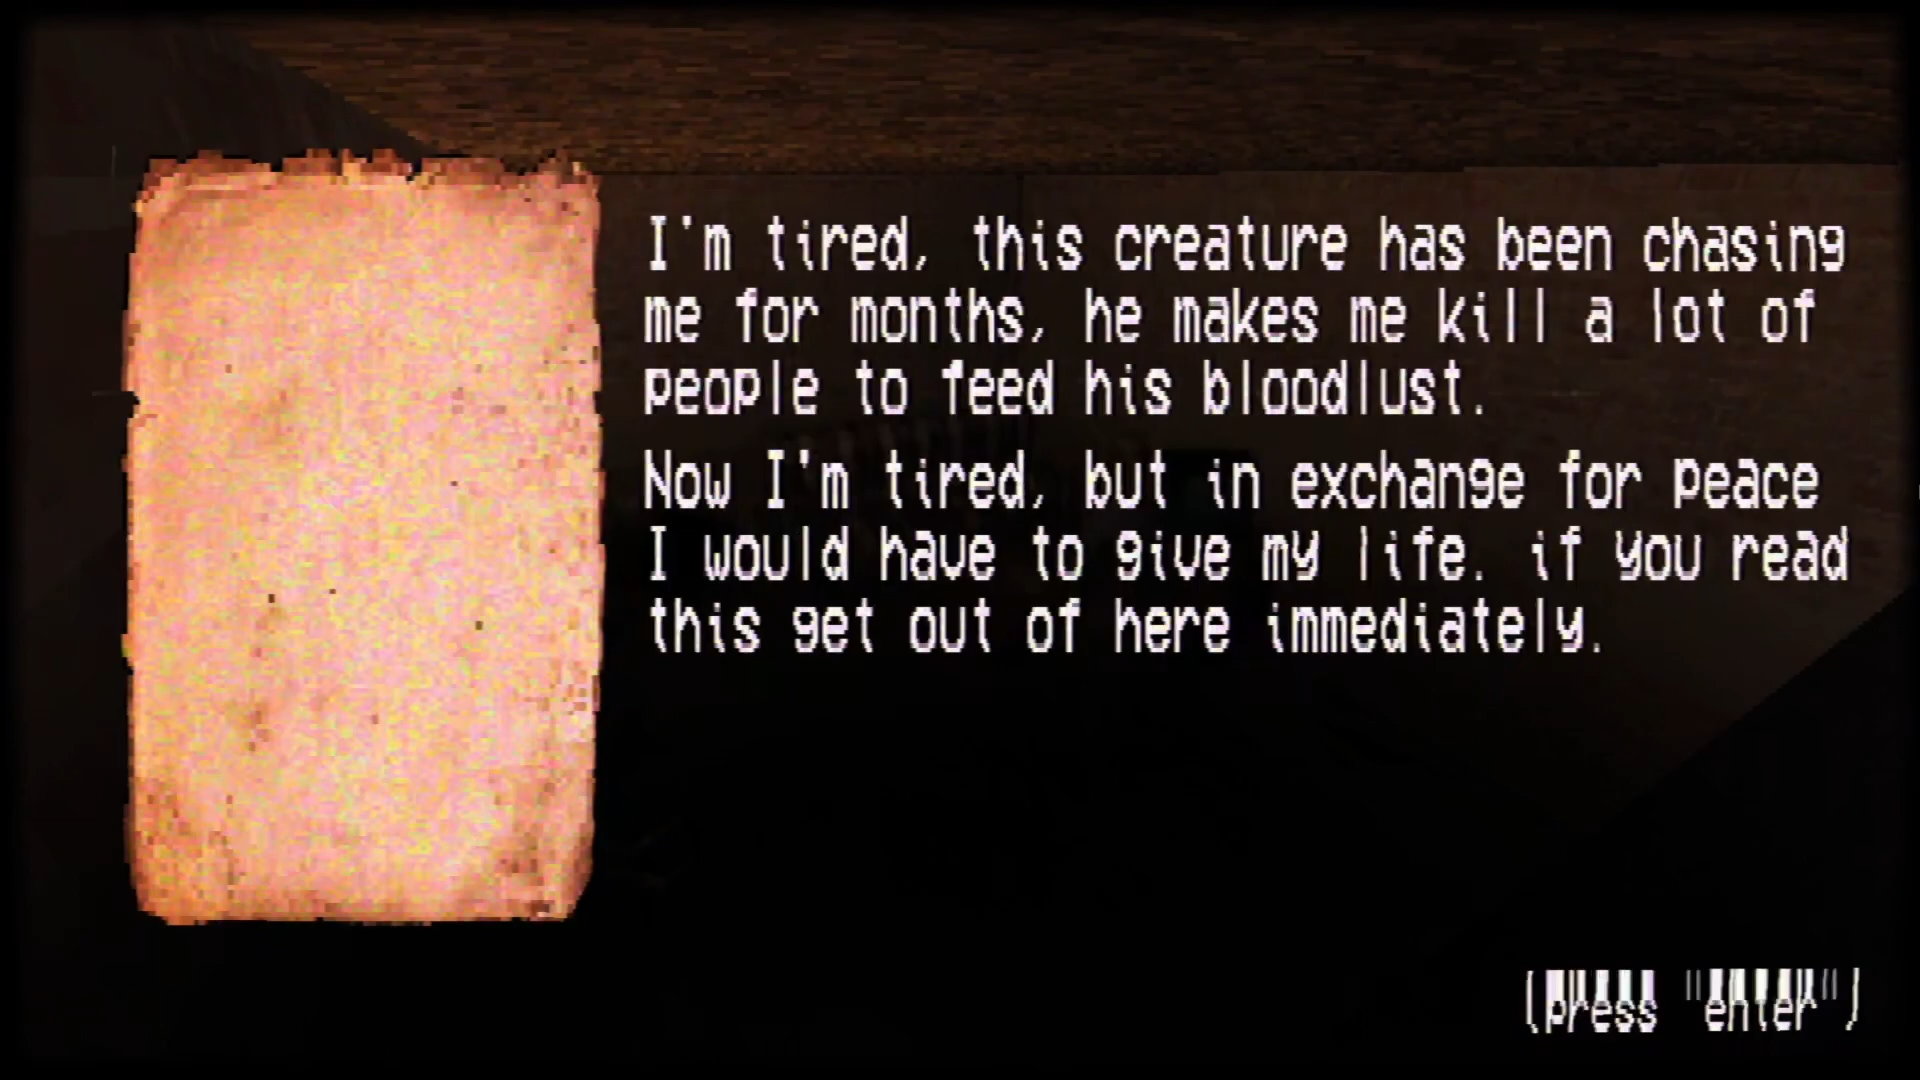 I'm tired, this creature has been chasing
me for months, he makes me kill a lot of
people to feed his bloodlust.
Now I'm tired, but in exchange for peace
I would have to give my life. if you read
this get out of here immediately.
(press "enter")